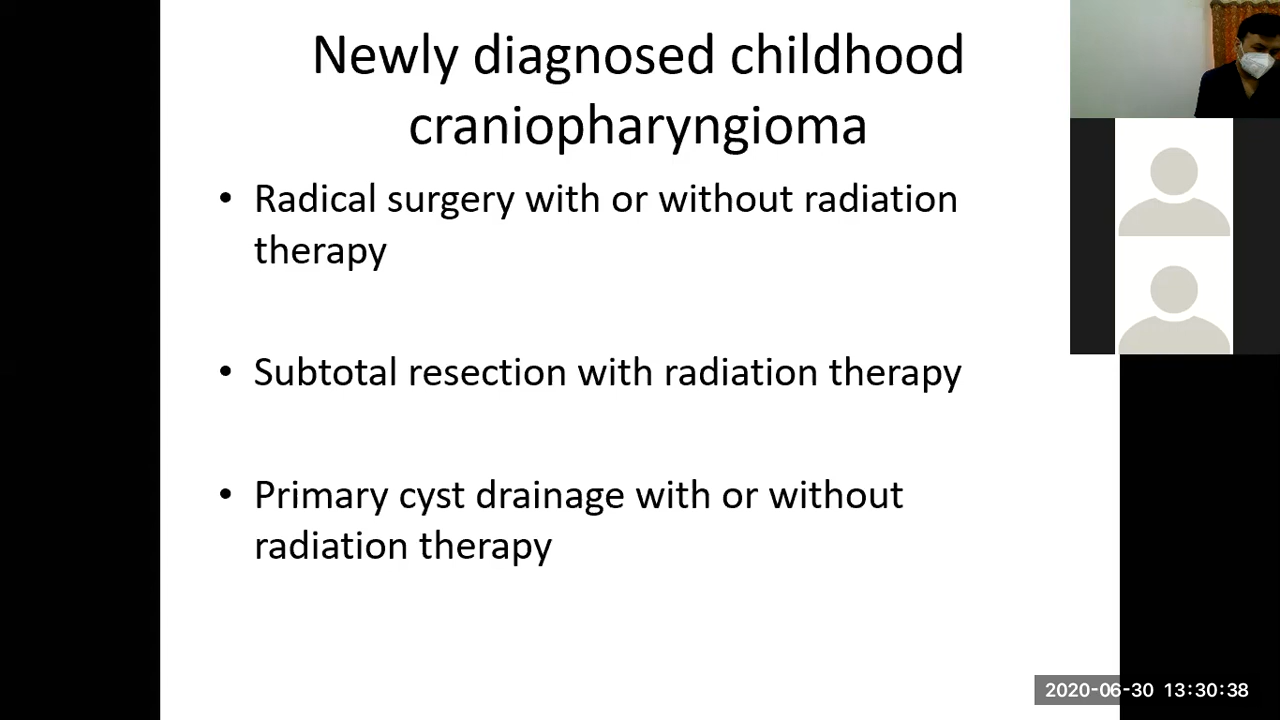 Newly diagnosed childhood
craniopharyngioma
• Radical surgery with or without radiation
therapy
• Subtotal resection with radiation therapy
• Primary cyst drainage with or without
radiation therapy
2020-06-30 13:30:38